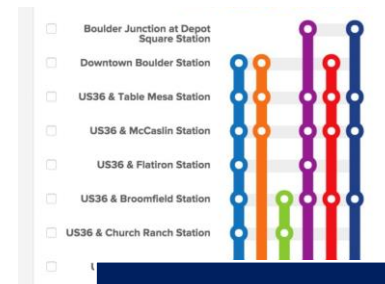 Boulder Junction at Depot
Square Station
Downtown Boulder Station
US36 & Table Mesa Station
US36 & McCaslin Station
US36 & Flatiron Station
US36 & Broomfield Station
US36 & Church Ranch Station